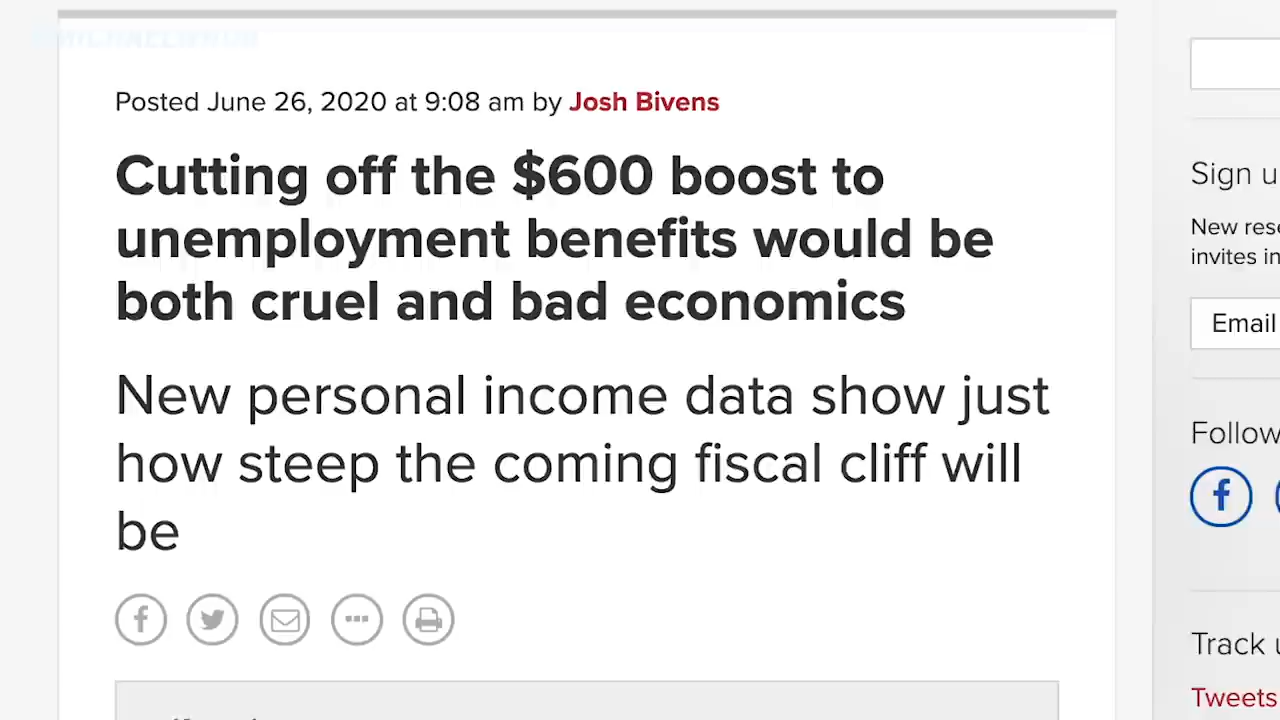 Posted June 26, 2020 at 9:08 am by Josh Bivens
Cutting off the $600 boost to
unemployment benefits would be
both cruel and bad economics
New personal income data show just
how steep the coming fiscal cliff will
be
Sign u
New rese
invites in
Email
Follow
Track u
Tweets